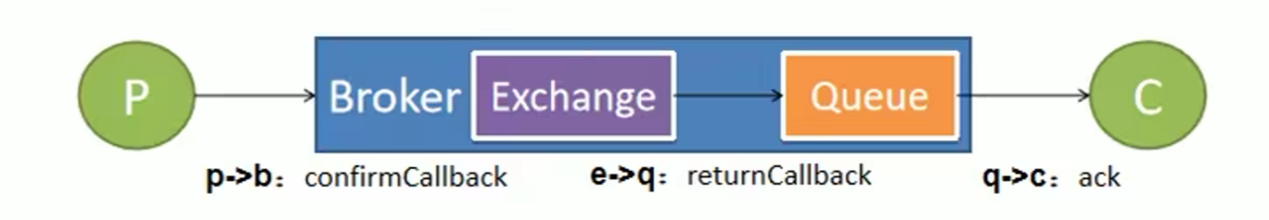 P Broker Exchange Queue C
p->b：confirmCallback e->q：returnCallback q->c：ack